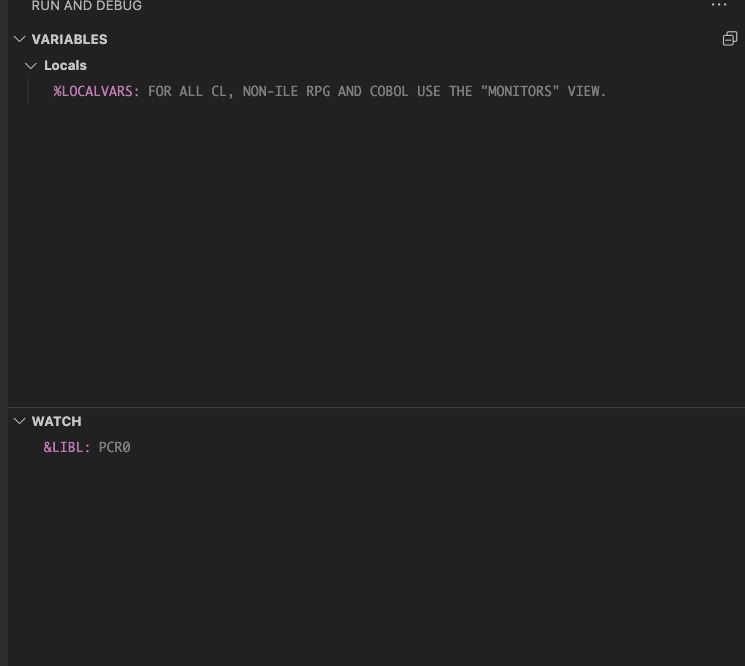 RUN AND DEBUG
VARIABLES
Locals
%LOCALVARS: FOR ALL CL, NON-ILE RPG AND COBOL USE THE "MONITORS" VIEW.
WATCH
&LIBL: PCR0